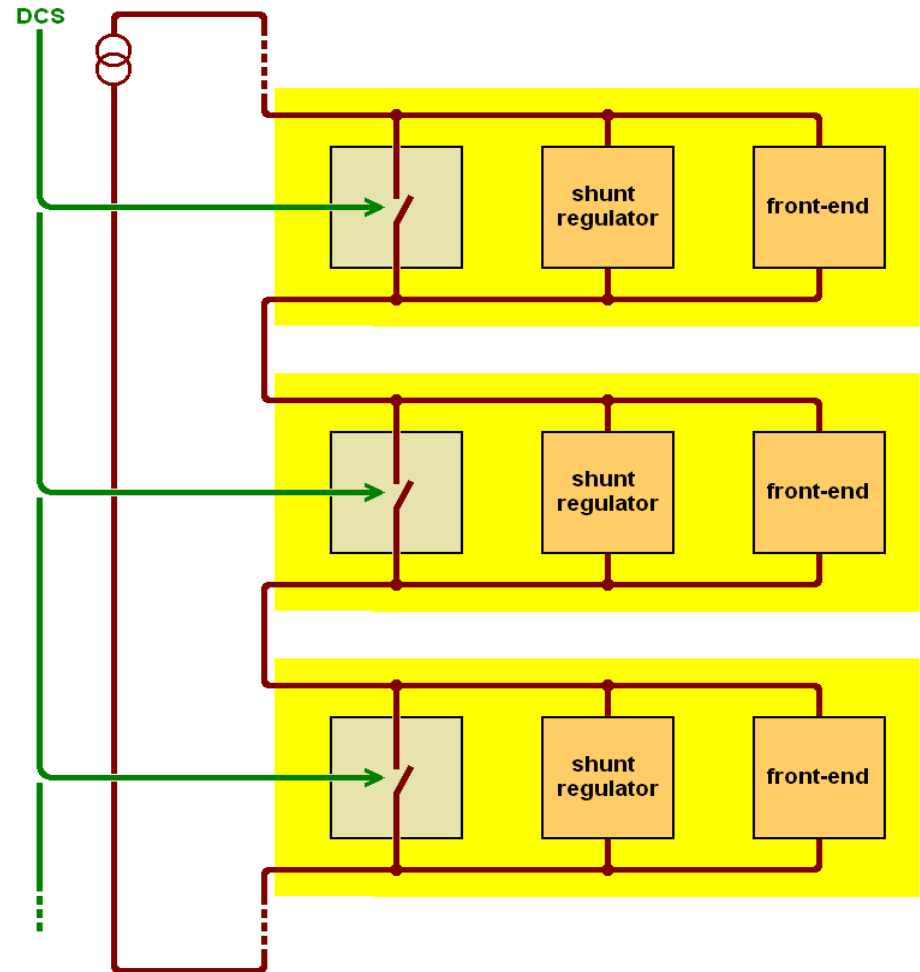 DCS
shunt
regulator
front-end
shunt
regulator
front-end
shunt
regulator
front-end